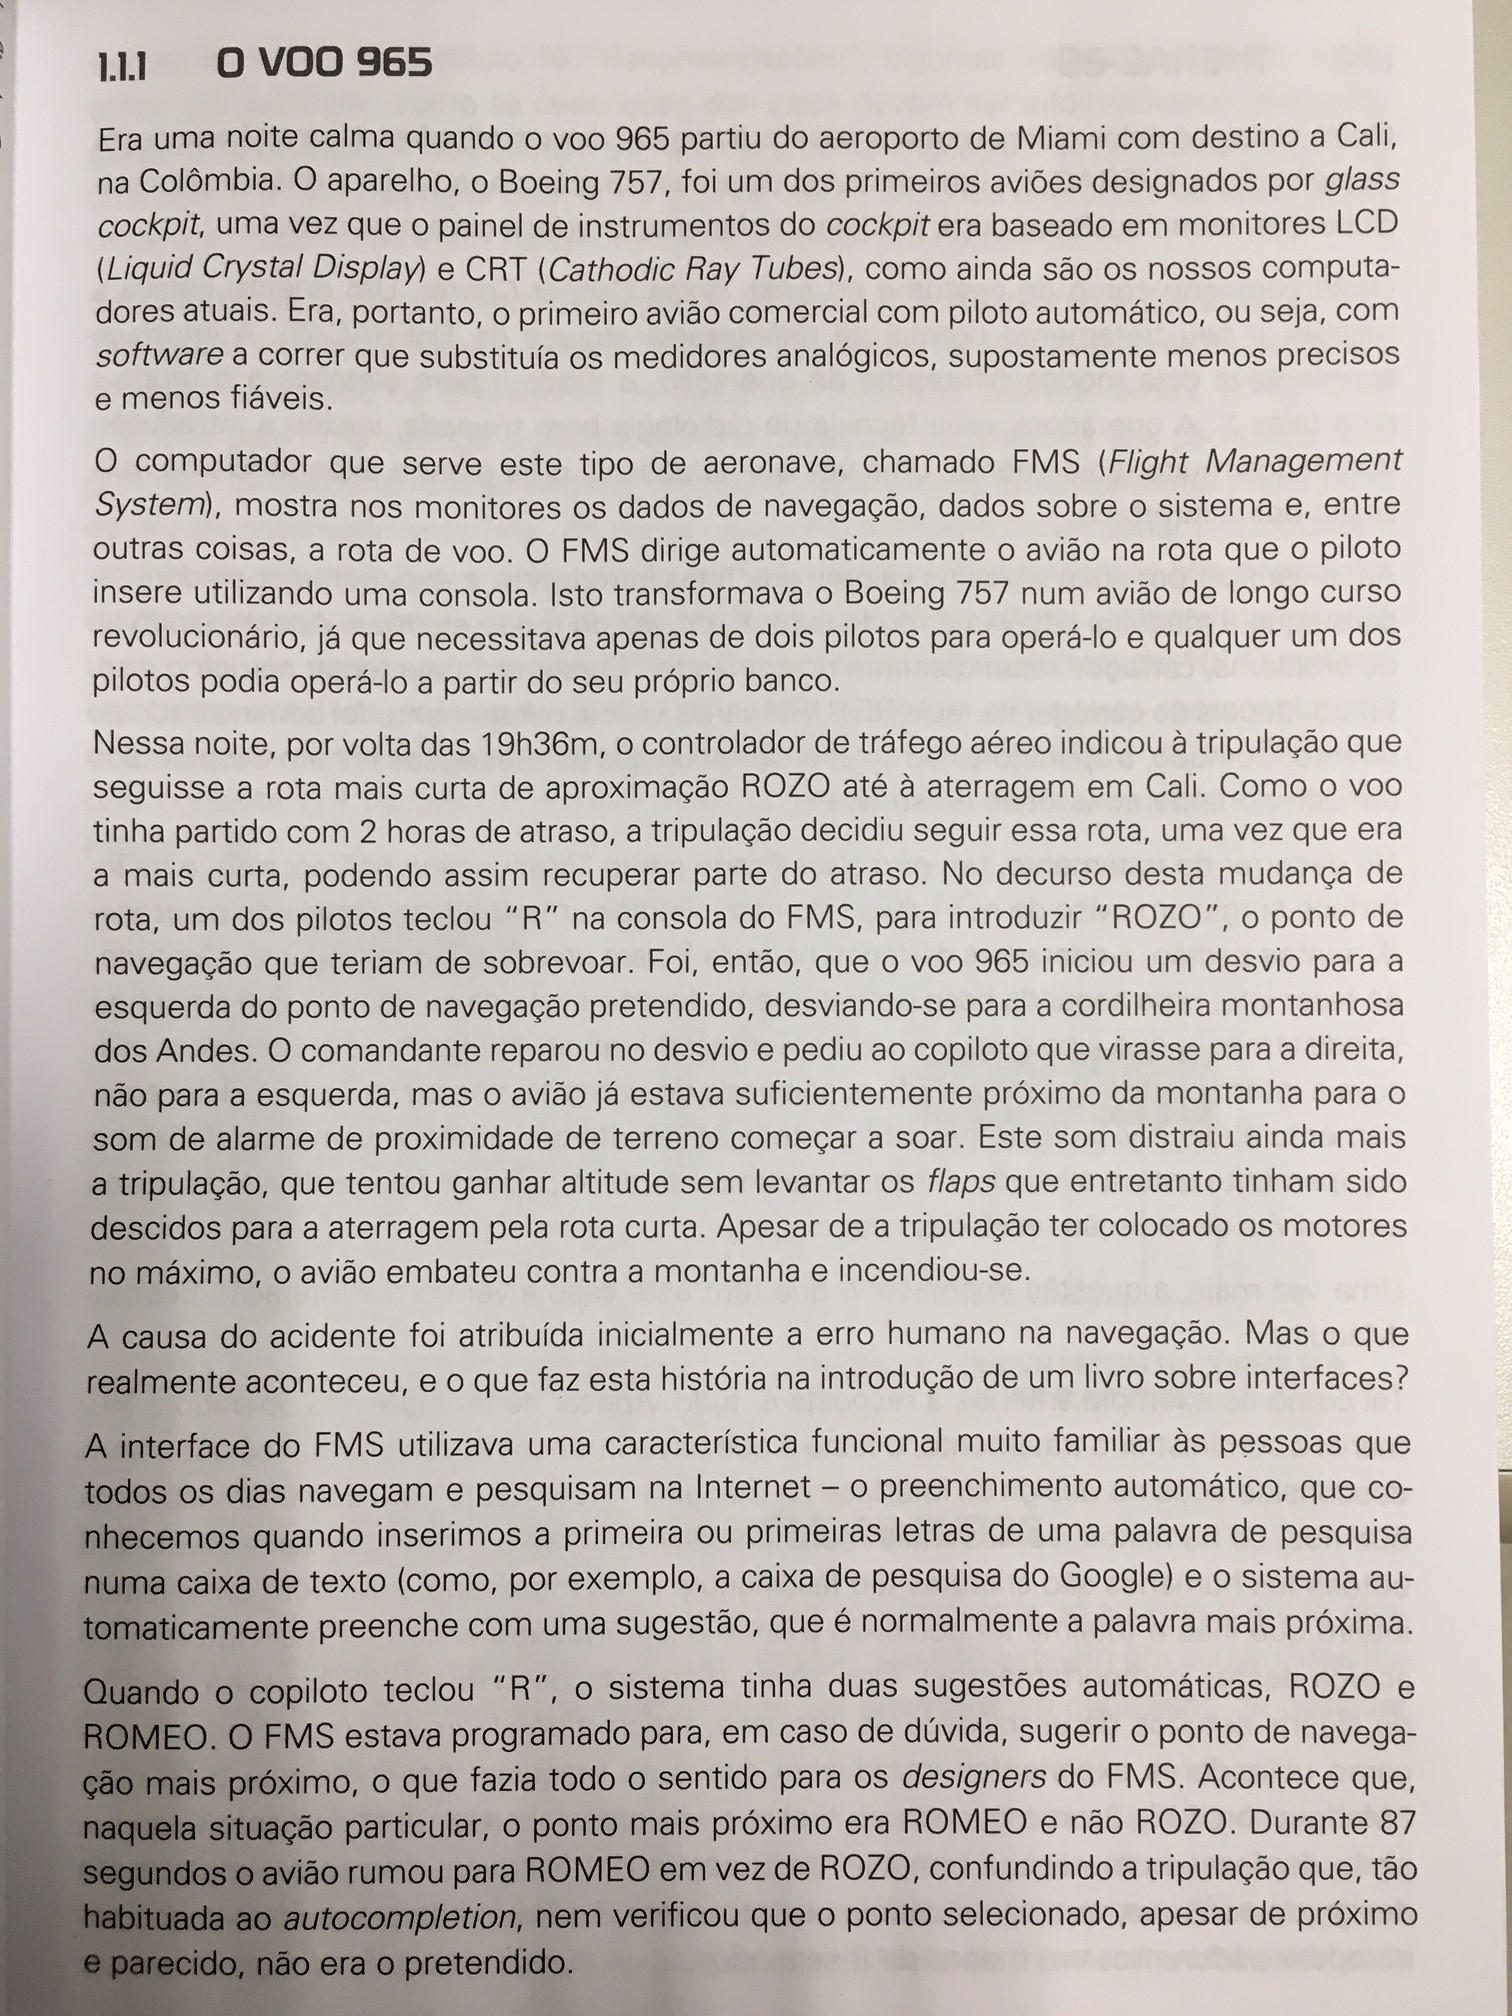 1.1.1 O VOO 965
Era uma noite calma quando o voo 965 partiu do aeroporto de Miami com destino a Cali,
na Colômbia. O aparelho, o Boeing 757, foi um dos primeiros aviões designados por glass
cockpit, uma vez que o painel de instrumentos do cockpit era baseado em monitores LCD
(Liquid Crystal Display) e CRT (Cathodic Ray Tubes), como ainda são os nossos computa-
dores atuais. Era, portanto, o primeiro avião comercial com piloto automático, ou seja, com
software a correr que substituía os medidores analógicos, supostamente menos precisos
e menos fiáveis.
O computador que serve este tipo de aeronave, chamado FMS (Flight Management
System), mostra nos monitores os dados de navegação, dados sobre o sistema e, entre
outras coisas, a rota de voo. O FMS dirige automaticamente o avião na rota que o piloto
insere utilizando uma consola. Isto transformava o Boeing 757 num avião de longo curso
revolucionário, já que necessitava apenas de dois pilotos para operá-lo e qualquer um dos
pilotos podia operá-lo a partir do seu próprio banco.
Nessa noite, por volta das 19h36m, o controlador de tráfego aéreo indicou à tripulação que
seguisse a rota mais curta de aproximação ROZO até à aterragem em Cali. Como o voo
tinha partido com 2 horas de atraso, a tripulação decidiu seguir essa rota, uma vez que era
a mais curta, podendo assim recuperar parte do atraso. No decurso desta mudança de
rota, um dos pilotos teclou “R” na consola do FMS, para introduzir “ROZO”, o ponto de
navegação que teriam de sobrevoar. Foi, então, que o voo 965 iniciou um desvio para a
esquerda do ponto de navegação pretendido, desviando-se para a cordilheira montanhosa
dos Andes. O comandante reparou no desvio e pediu ao copiloto que virasse para a direita,
não para a esquerda, mas o avião já estava suficientemente próximo da montanha para o
som de alarme de proximidade de terreno começar a soar. Este som distraiu ainda mais
a tripulação, que tentou ganhar altitude sem levantar os flaps que entretanto tinham sido
descidos para a aterragem pela rota curta. Apesar de a tripulação ter colocado os motores
no máximo, o avião embateu contra a montanha e incendiou-se.
A causa do acidente foi atribuída inicialmente a erro humano na navegação. Mas o que
realmente aconteceu, e o que faz esta história na introdução de um livro sobre interfaces?
A interface do FMS utilizava uma característica funcional muito familiar às pessoas que
todos os dias navegam e pesquisam na Internet – o preenchimento automático, que co-
nhecemos quando inserimos a primeira ou primeiras letras de uma palavra de pesquisa
numa caixa de texto (como, por exemplo, a caixa de pesquisa do Google) e o sistema au-
tomaticamente preenche com uma sugestão, que é normalmente a palavra mais próxima.
Quando o copiloto teclou “R”, o sistema tinha duas sugestões automáticas, ROZO e
ROMEO. O FMS estava programado para, em caso de dúvida, sugerir o ponto de navega-
ção mais próximo, o que fazia todo o sentido para os designers do FMS. Acontece que,
naquela situação particular, o ponto mais próximo era ROMEO e não ROZO. Durante 87
segundos o avião rumou para ROMEO em vez de ROZO, confundindo a tripulação que, tão
habituada ao autocompletion, nem verificou que o ponto selecionado, apesar de próximo
e parecido, não era o pretendido.